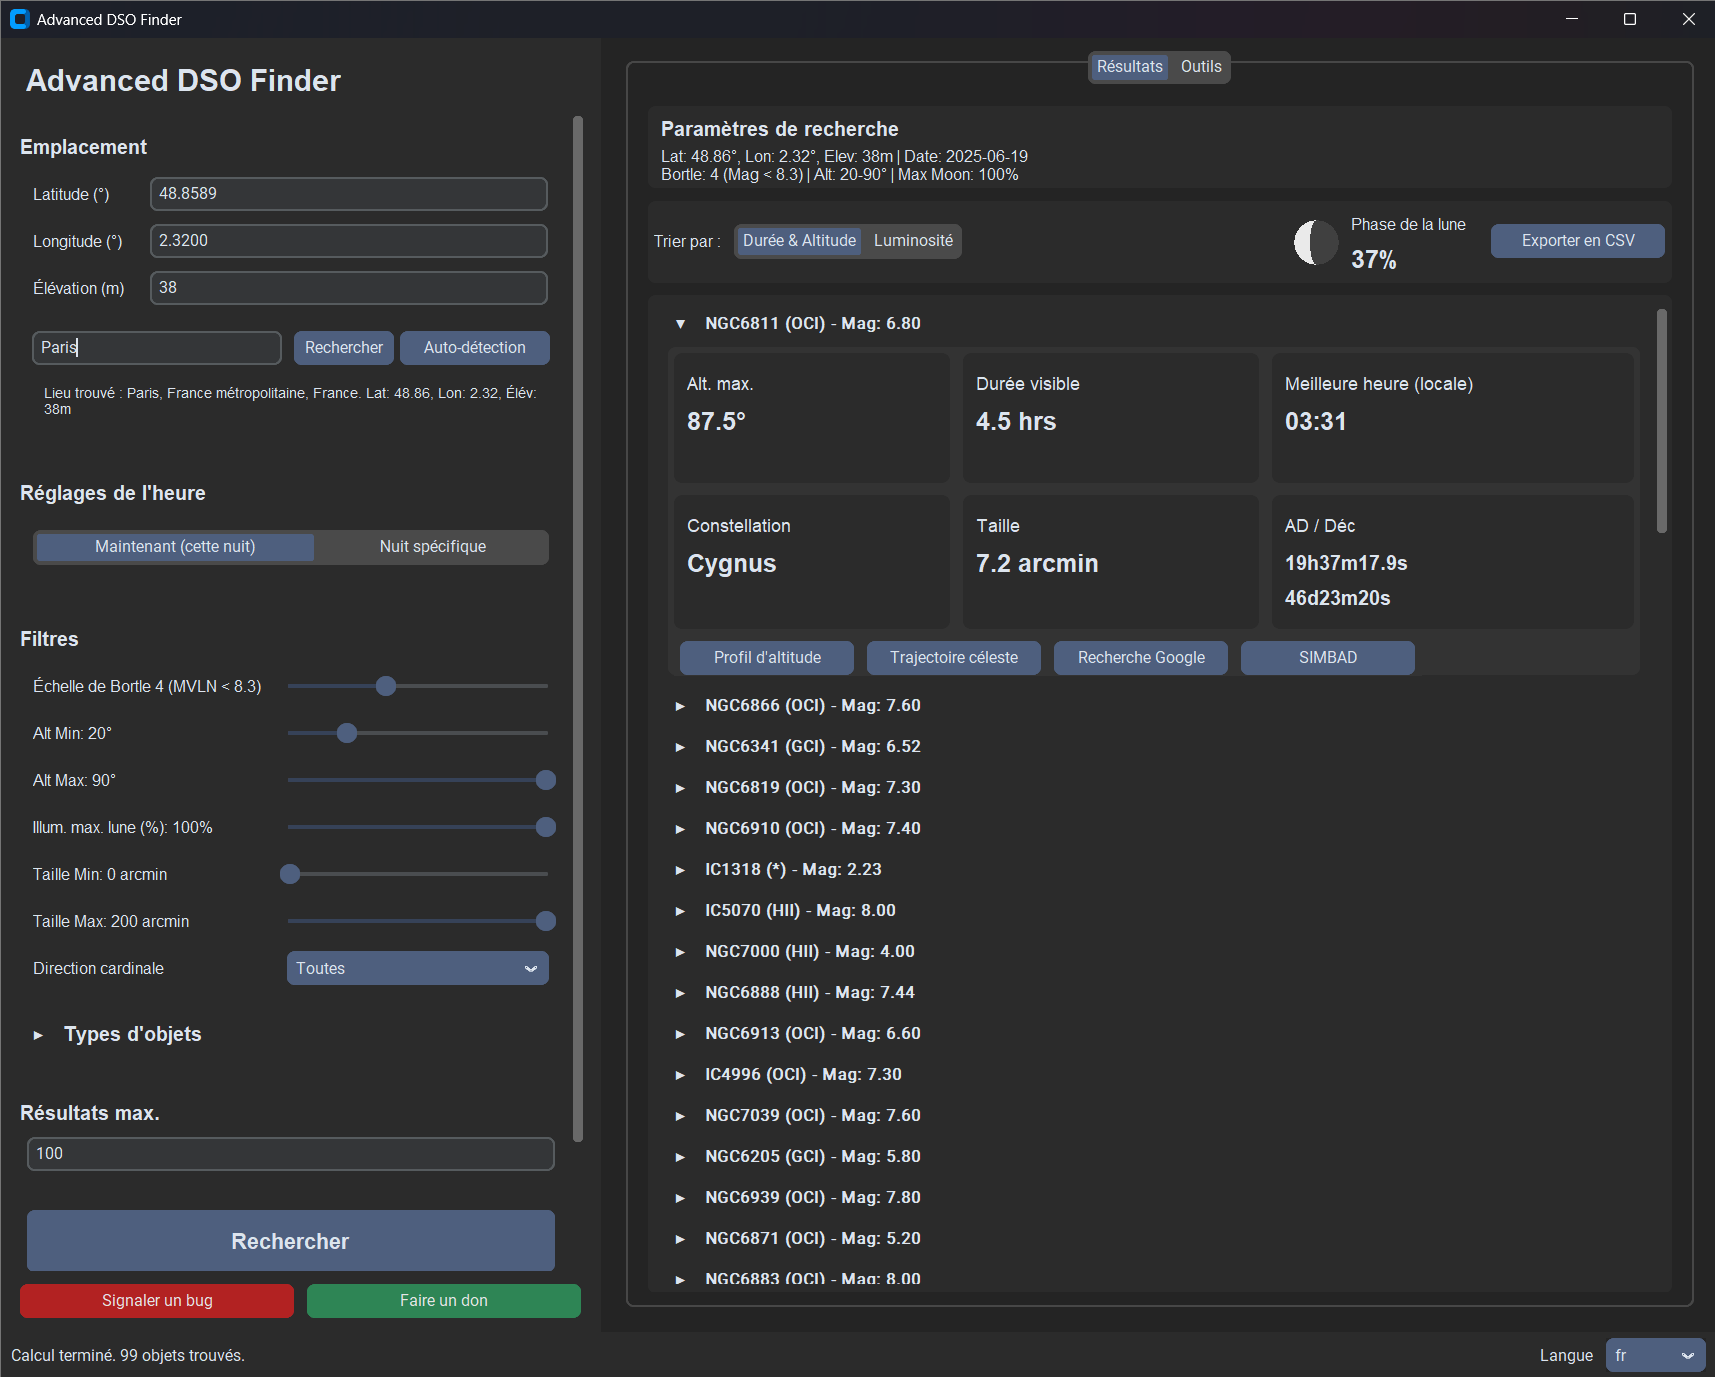 Advanced DSO Finder
Advanced DSO Finder
Emplacement
Latitude (°)
48.8589
Longitude (°)
2.3200
Élévation (m)
38
Paris
Rechercher
Auto-détection
Lieu trouvé : Paris, France métropolitaine, France. Lat: 48.86, Lon: 2.32, Élév:
38m
Réglages de l'heure
Maintenant (cette nuit)
Nuit spécifique
Filtres
Échelle de Bortle 4 (MVLN < 8.3)
Alt Min: 20°
Alt Max: 90°
Illum. max. lune (%): 100%
Taille Min: 0 arcmin
Taille Max: 200 arcmin
Direction cardinale
Toutes
Types d'objets
Résultats max.
100
Rechercher
Signaler un bug
Faire un don
Calcul terminé. 99 objets trouvés.
Résultats
Outils
Paramètres de recherche
Lat: 48.86°, Lon: 2.32°, Elev: 38m | Date: 2025-06-19
Bortle: 4 (Mag < 8.3) | Alt: 20-90° | Max Moon: 100%
Trier par :
Durée & Altitude
Luminosité
Phase de la lune
37%
Exporter en CSV
NGC6811 (OCl) - Mag: 6.80
Alt. max.
87.5°
Durée visible
4.5 hrs
Meilleure heure (locale)
03:31
Constellation
Cygnus
Taille
7.2 arcmin
AD / Déc
19h37m17.9s
46d23m20s
Profil d'altitude
Trajectoire céleste
Recherche Google
SIMBAD
NGC6866 (OCl) - Mag: 7.60
NGC6341 (GCl) - Mag: 6.52
NGC6819 (OCl) - Mag: 7.30
NGC6910 (OCl) - Mag: 7.40
IC1318 (*) - Mag: 2.23
IC5070 (HII) - Mag: 8.00
NGC7000 (HII) - Mag: 4.00
NGC6888 (HII) - Mag: 7.44
NGC6913 (OCl) - Mag: 6.60
IC4996 (OCl) - Mag: 7.30
NGC7039 (OCl) - Mag: 7.60
NGC6205 (GCl) - Mag: 5.80
NGC6939 (OCl) - Mag: 7.80
NGC6871 (OCl) - Mag: 5.20
NGC6883 (OCl) - Mag: 8.00
Langue
fr